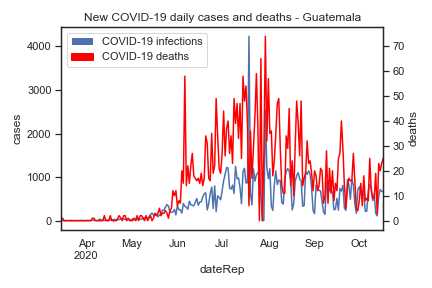 New COVID-19 daily cases and deaths - Guatemala
COVID-19 infections
COVID-19 deaths
cases
4000
3000
2000
1000
0
deaths
70
60
50
40
30
20
10
0
Apr
2020
May
Jun
Jul
Aug
Sep
Oct
dateRep